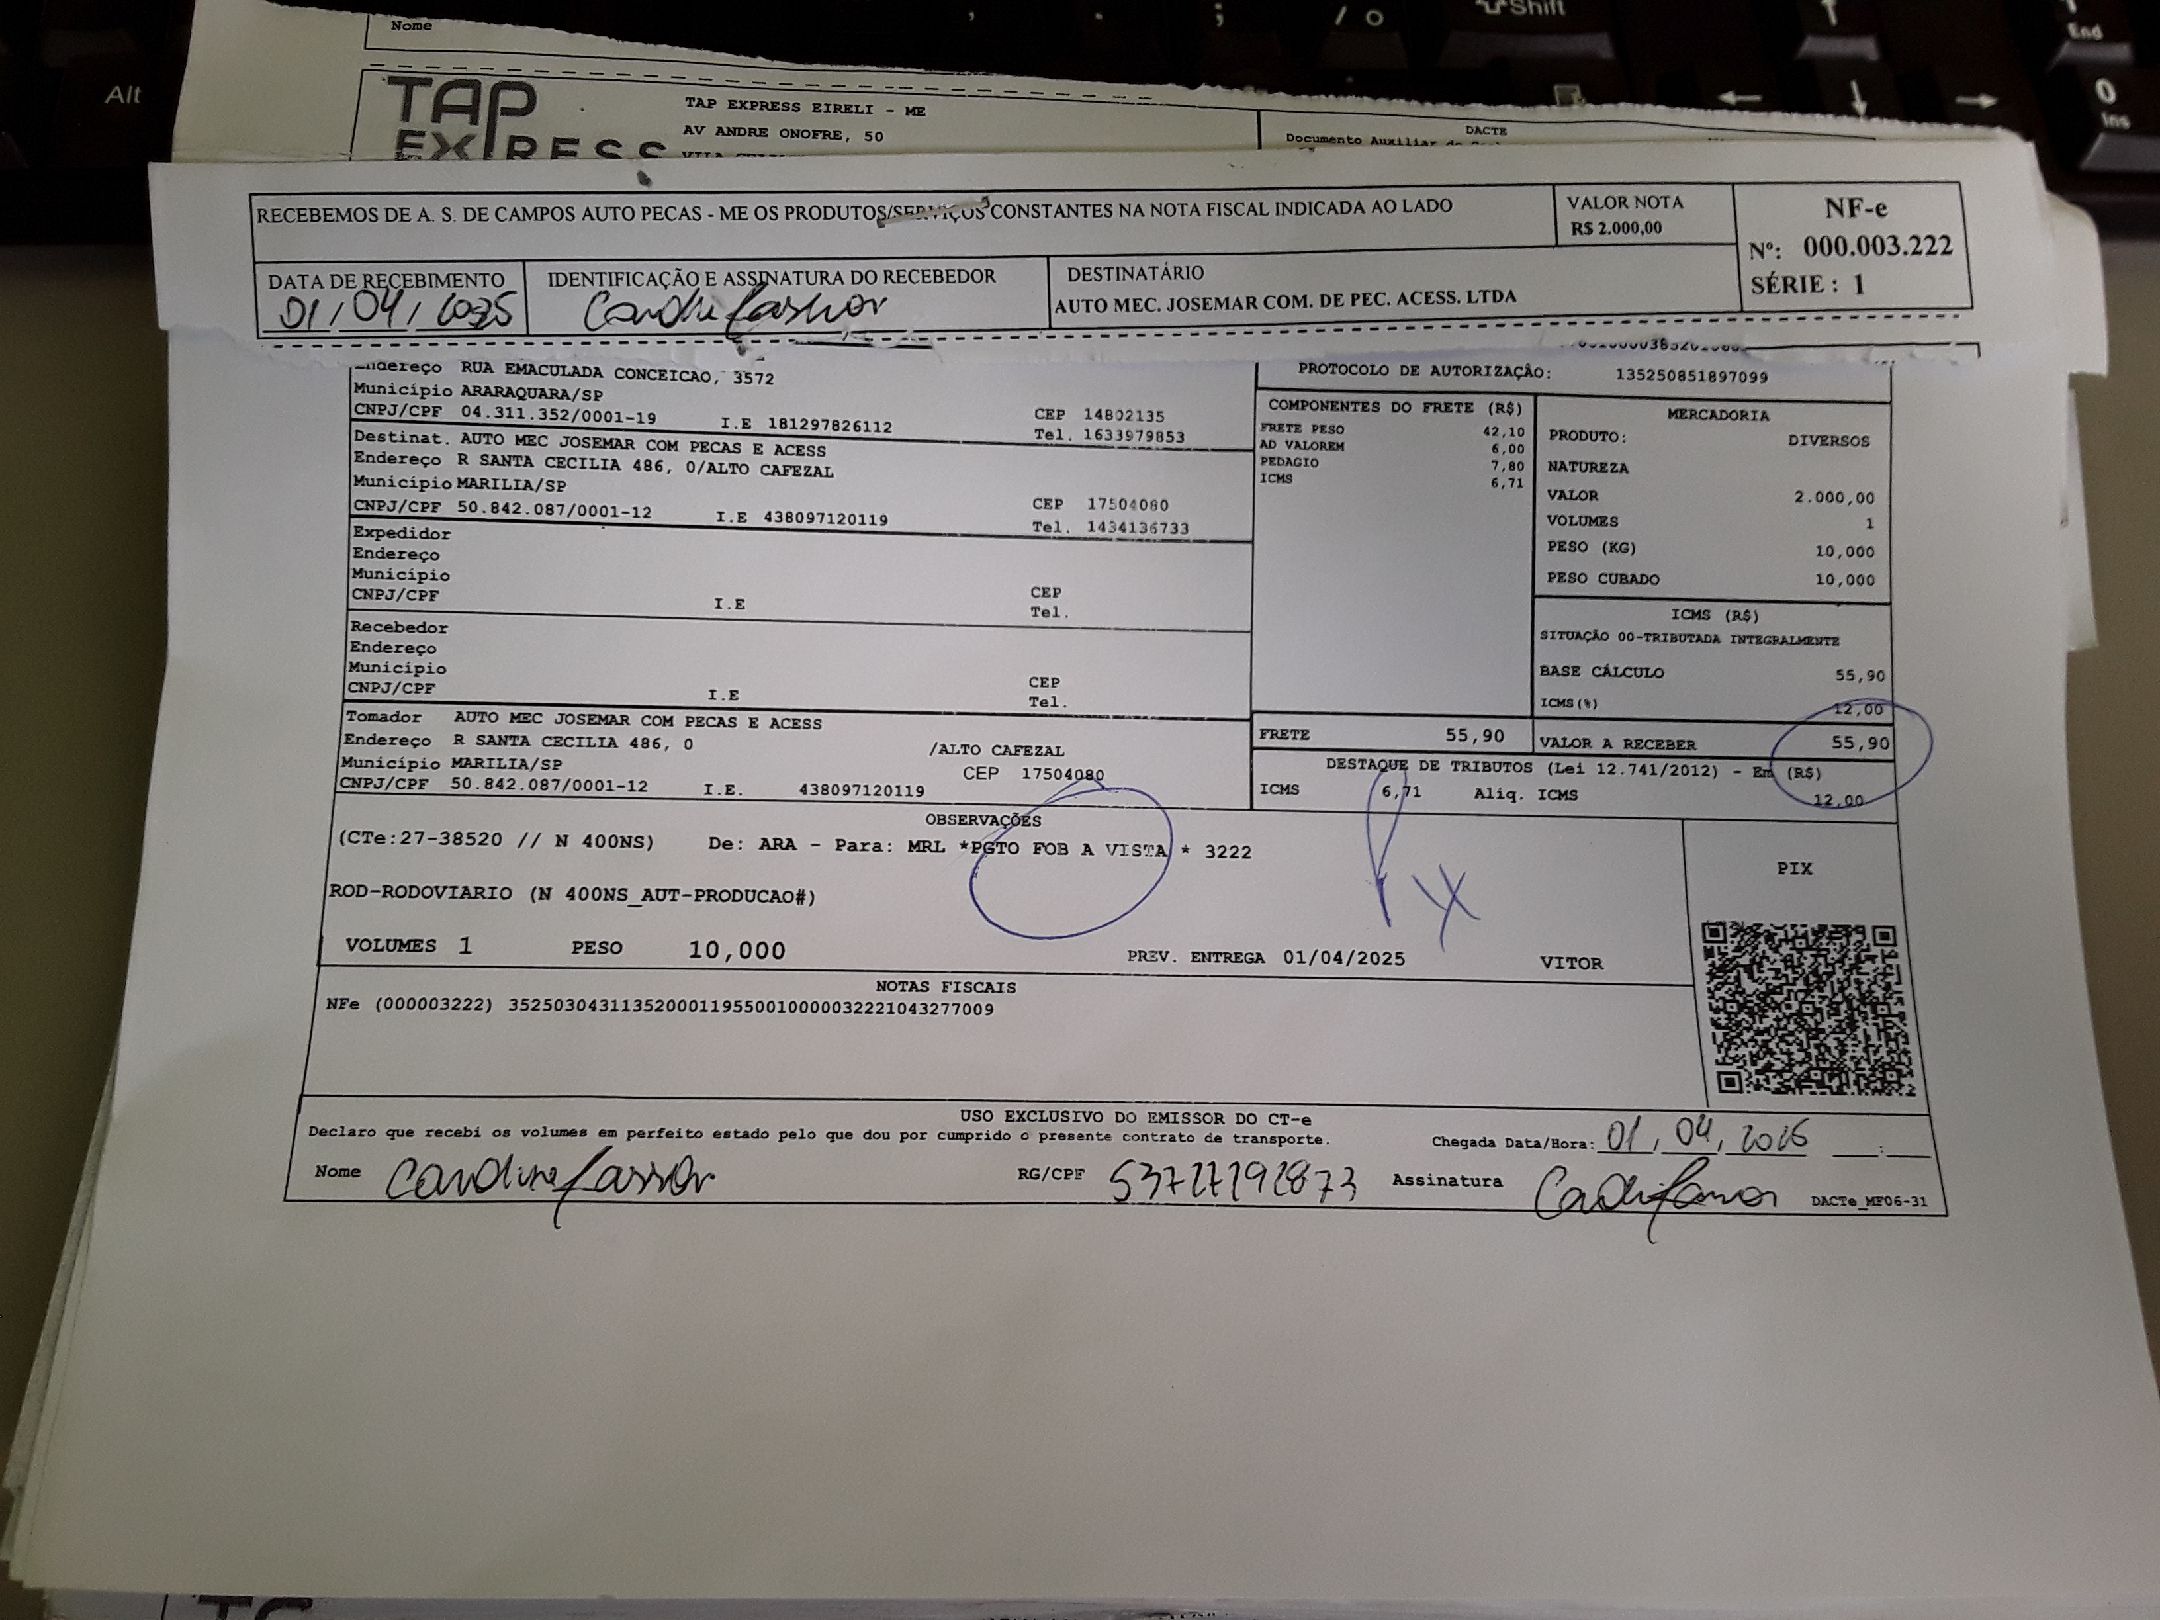 Nome
TAP EXPRESS
TAP EXPRESS EIRELI - ME
AV ANDRE ONOFRE, 50
DACTE
Documento Auxiliar
RECEBEMOS DE A. S. DE CAMPOS AUTO PECAS - ME OS PRODUTOS/SERVIÇOS CONSTANTES NA NOTA FISCAL INDICADA AO LADO
VALOR NOTA
R$ 2.000,00
NF-e
Nº: 000.003.222
SÉRIE : 1
DATA DE RECEBIMENTO
01/04/2025
IDENTIFICAÇÃO E ASSINATURA DO RECEBEDOR
DESTINATÁRIO
AUTO MEC. JOSEMAR COM. DE PEC. ACESS. LTDA
Endereço RUA EMACULADA CONCEICAO, 3572
Município ARARAQUARA/SP
CNPJ/CPF 04.311.352/0001-19 I.E 181297826112
CEP 14802135
Tel. 1633979853
Destinat. AUTO MEC JOSEMAR COM PECAS E ACESS
Endereço R SANTA CECILIA 486, 0/ALTO CAFEZAL
Município MARILIA/SP
CNPJ/CPF 50.842.087/0001-12 I.E 438097120119
CEP 17504080
Tel. 1434136733
Expedidor
Endereço
Município
CNPJ/CPF I.E
CEP
Tel.
Recebedor
Endereço
Município
CNPJ/CPF I.E
CEP
Tel.
Tomador AUTO MEC JOSEMAR COM PECAS E ACESS
Endereço R SANTA CECILIA 486, 0 /ALTO CAFEZAL
Município MARILIA/SP CEP 17504080
CNPJ/CPF 50.842.087/0001-12 I.E. 438097120119
PROTOCOLO DE AUTORIZAÇÃO: 135250851897099
COMPONENTES DO FRETE (R$)
FRETE PESO 42,10
AD VALOREM 6,00
PEDAGIO 7,80
ICMS 6,71
MERCADORIA
PRODUTO: DIVERSOS
NATUREZA
VALOR 2.000,00
VOLUMES 1
PESO (KG) 10,000
PESO CUBADO 10,000
ICMS (R$)
SITUAÇÃO 00-TRIBUTADA INTEGRALMENTE
BASE CÁLCULO 55,90
ICMS(%) 12,00
FRETE 55,90
VALOR A RECEBER 55,90
DESTAQUE DE TRIBUTOS (Lei 12.741/2012) - Em (R$)
ICMS 6,71 Aliq. ICMS 12,00
OBSERVAÇÕES
(CTe:27-38520 // N 400NS) De: ARA - Para: MRL *PGTO FOB A VISTA * 3222
ROD-RODOVIARIO (N 400NS_AUT-PRODUCAO#)
VOLUMES 1 PESO 10,000 PREV. ENTREGA 01/04/2025 VITOR
PIX
NOTAS FISCAIS
NFe (000003222) 35250304311352000119550010000032221043277009
USO EXCLUSIVO DO EMISSOR DO CT-e
Declaro que recebi os volumes em perfeito estado pelo que dou por cumprido o presente contrato de transporte.
Chegada Data/Hora: 01/04/2025 __:__
Nome
RG/CPF
Assinatura
DACTe_MF06-31
Alt
Shift
End
0
Ins